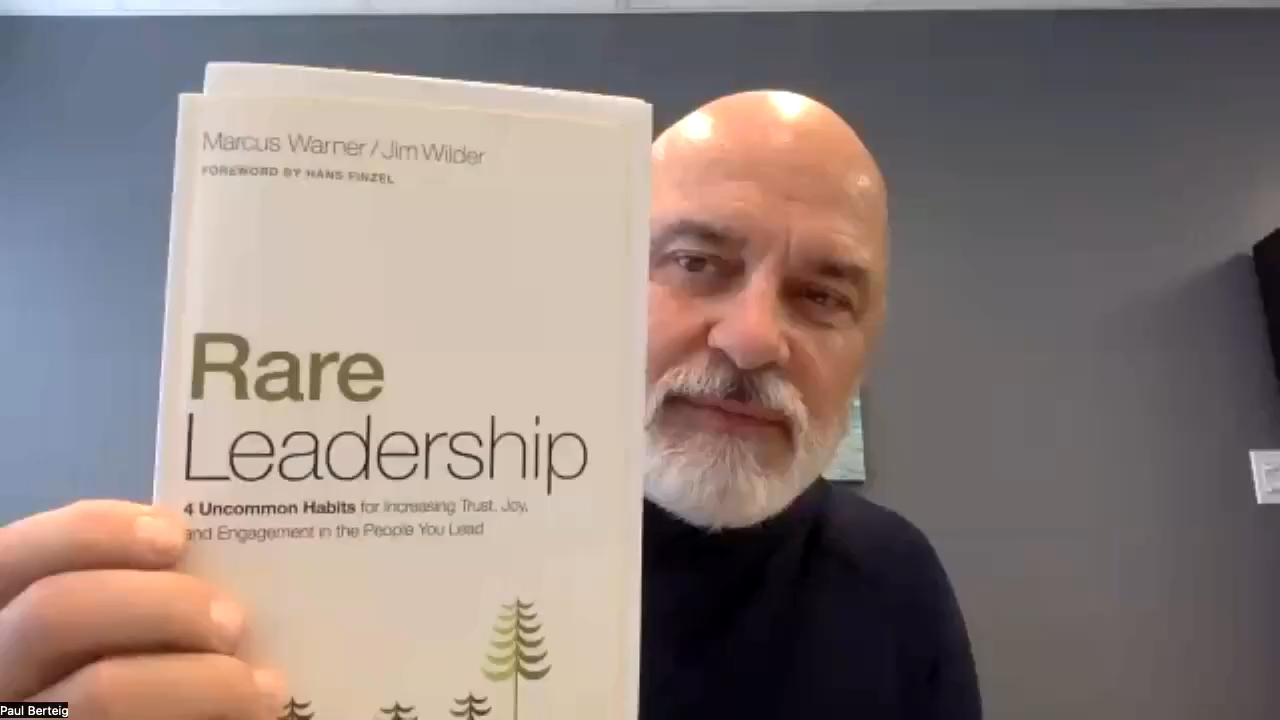 Marcus Warner / Jim Wilder
FOREWORD BY HANS FINZEL
Rare
Leadership
4 Uncommon Habits for Increasing Trust, Joy,
and Engagement in the People You Lead
Paul Berteig